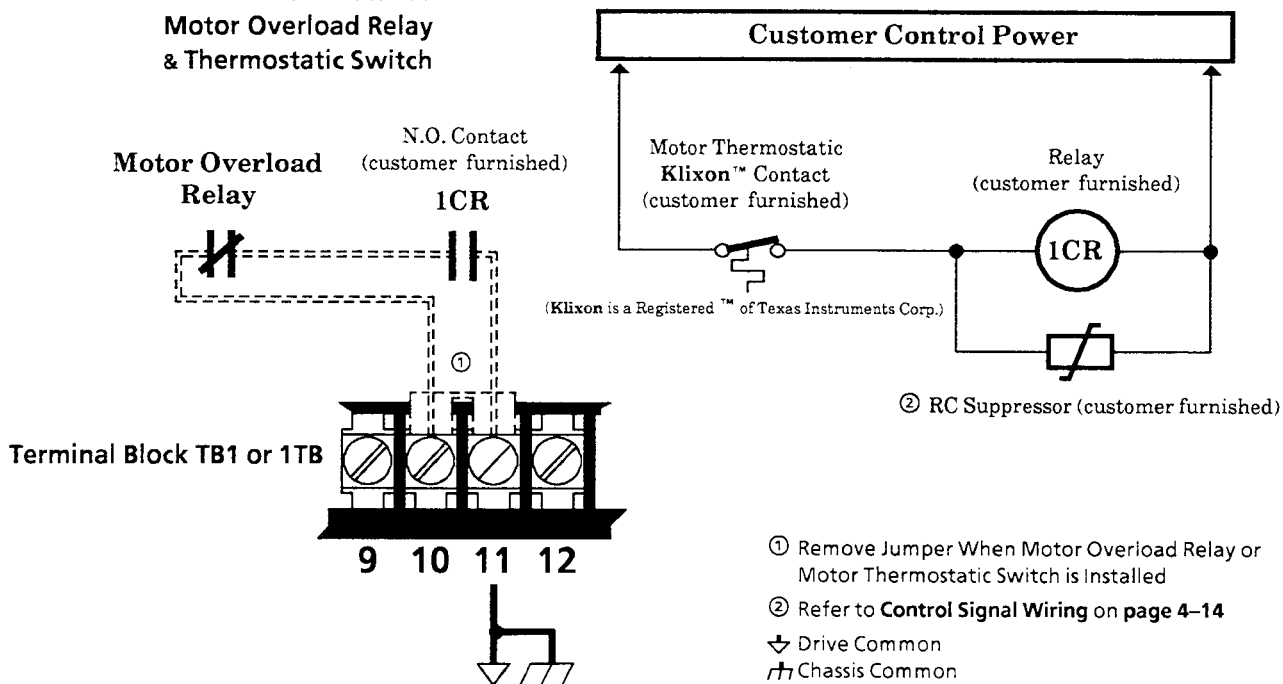 Motor Overload Relay
& Thermostatic Switch
Customer Control Power
Motor Overload
Relay
N.O. Contact
(customer furnished)
1CR
Motor Thermostatic
Klixon™ Contact
(customer furnished)
Relay
(customer furnished)
1CR
(Klixon is a Registered ™ of Texas Instruments Corp.)
①
② RC Suppressor (customer furnished)
Terminal Block TB1 or 1TB
9 10 11 12
① Remove Jumper When Motor Overload Relay or
Motor Thermostatic Switch is Installed
② Refer to Control Signal Wiring on page 4–14
Drive Common
Chassis Common